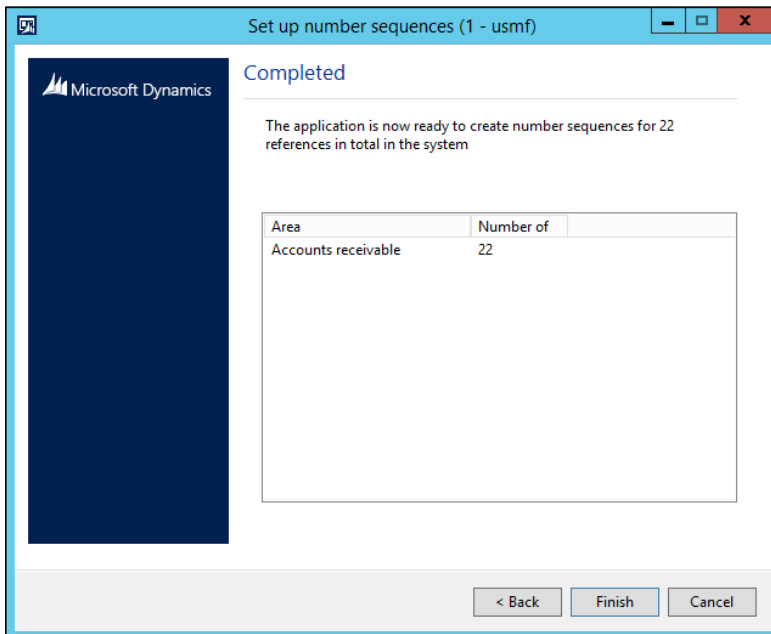 Set up number sequences (1 - usmf)
Microsoft Dynamics
Completed
The application is now ready to create number sequences for 22
references in total in the system
Area Number of
Accounts receivable 22
< Back Finish Cancel